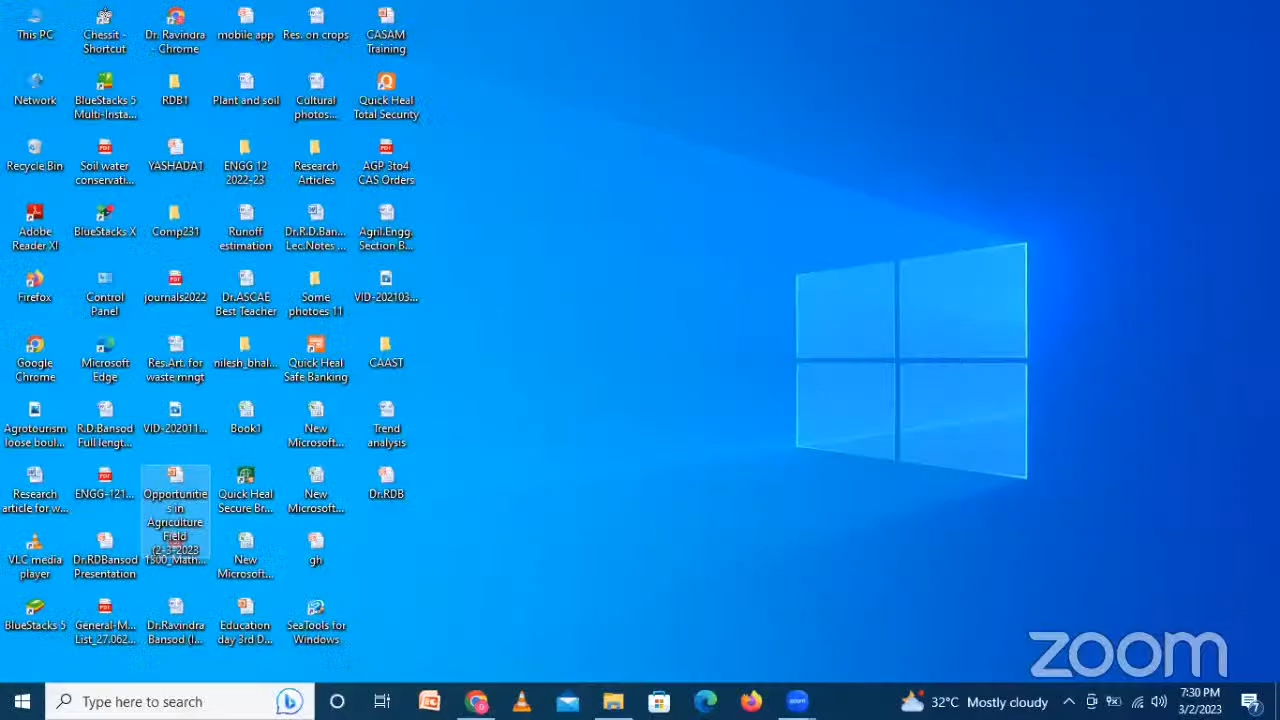 This PC
Chessit -
Shortcut
Dr. Ravindra
- Chrome
mobile app
Res. on crops
CASAM
Training
Network
BlueStacks 5
Multi-Insta...
RDB1
Plant and soil
Cultural
photos...
Quick Heal
Total Security
Recycle Bin
Soil water
conservati...
YASHADA1
ENGG 12
2022-23
Research
Articles
AGP 3to4
CAS Orders
Adobe
Reader XI
BlueStacks X
Comp231
Runoff
estimation
Dr.R.D.Ban...
Lec.Notes ...
Agril.Engg.
Section B...
Firefox
Control
Panel
journals2022
Dr.ASCAE
Best Teacher
Some
photoes 11
VID-202103...
Google
Chrome
Microsoft
Edge
Res.Art. for
waste mngt
nilesh_bhal...
Quick Heal
Safe Banking
CAAST
Agrotourism
loose boul...
R.D.Bansod
Full lengt...
VID-202011...
Book1
New
Microsoft...
Trend
analysis
Research
article for w...
ENGG-121...
Opportunitie
s in
Agriculture
Field
(2-3-2023
Quick Heal
Secure Br...
New
Microsoft...
Dr.RDB
VLC media
player
Dr.RDBansod
Presentation
1500_Math...
New
Microsoft...
gh
BlueStacks 5
General-M...
List_27.062...
Dr.Ravindra
Bansod (I...
Education
day 3rd D...
SeaTools for
Windows
zoom
Type here to search
zoom
32°C Mostly cloudy
7:30 PM
3/2/2023
7